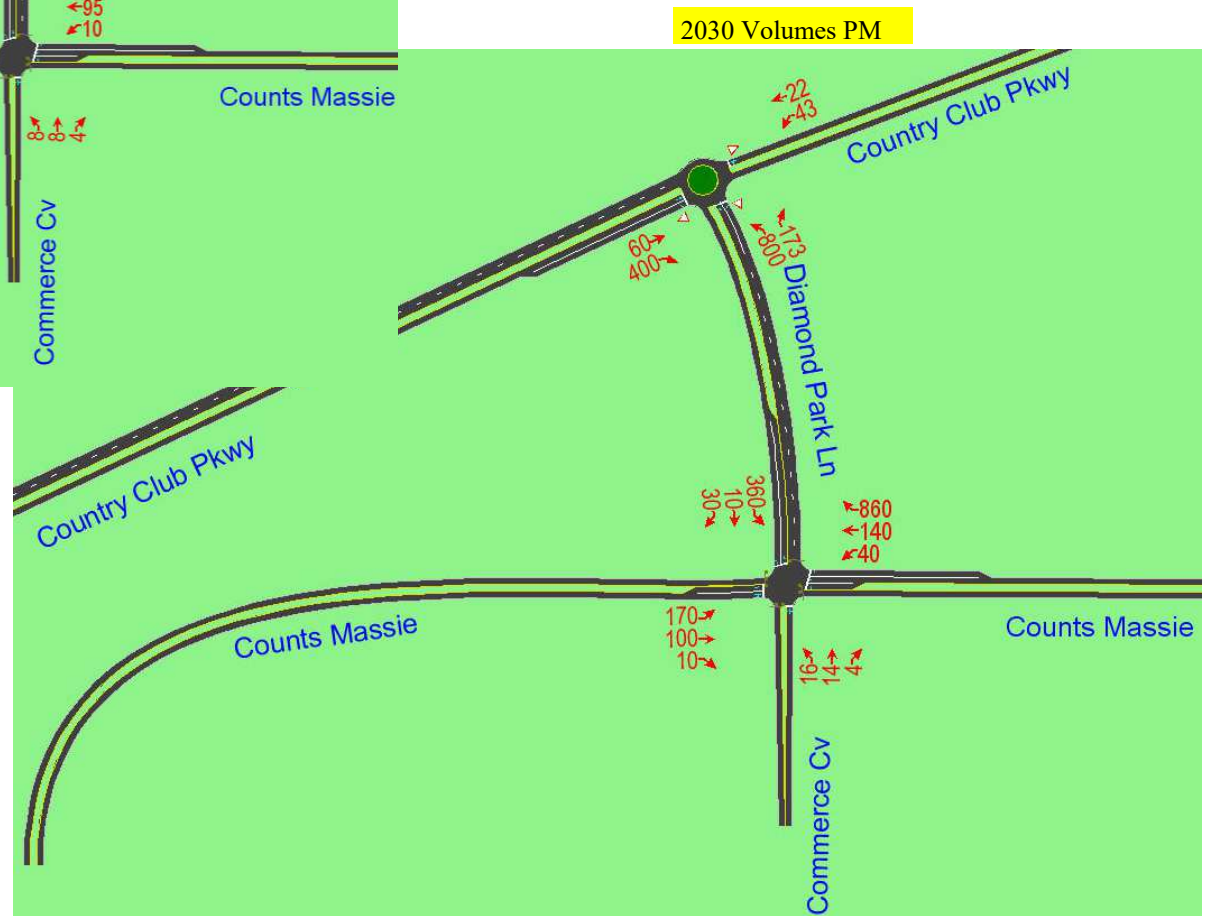 95
10
Counts Massie
8
8
4
Commerce Cv
2030 Volumes PM
22
43
Country Club Pkwy
60
400
173
800
Diamond Park Ln
Country Club Pkwy
30
10
360
860
140
40
Counts Massie
170
100
10
Counts Massie
16
14
4
Commerce Cv